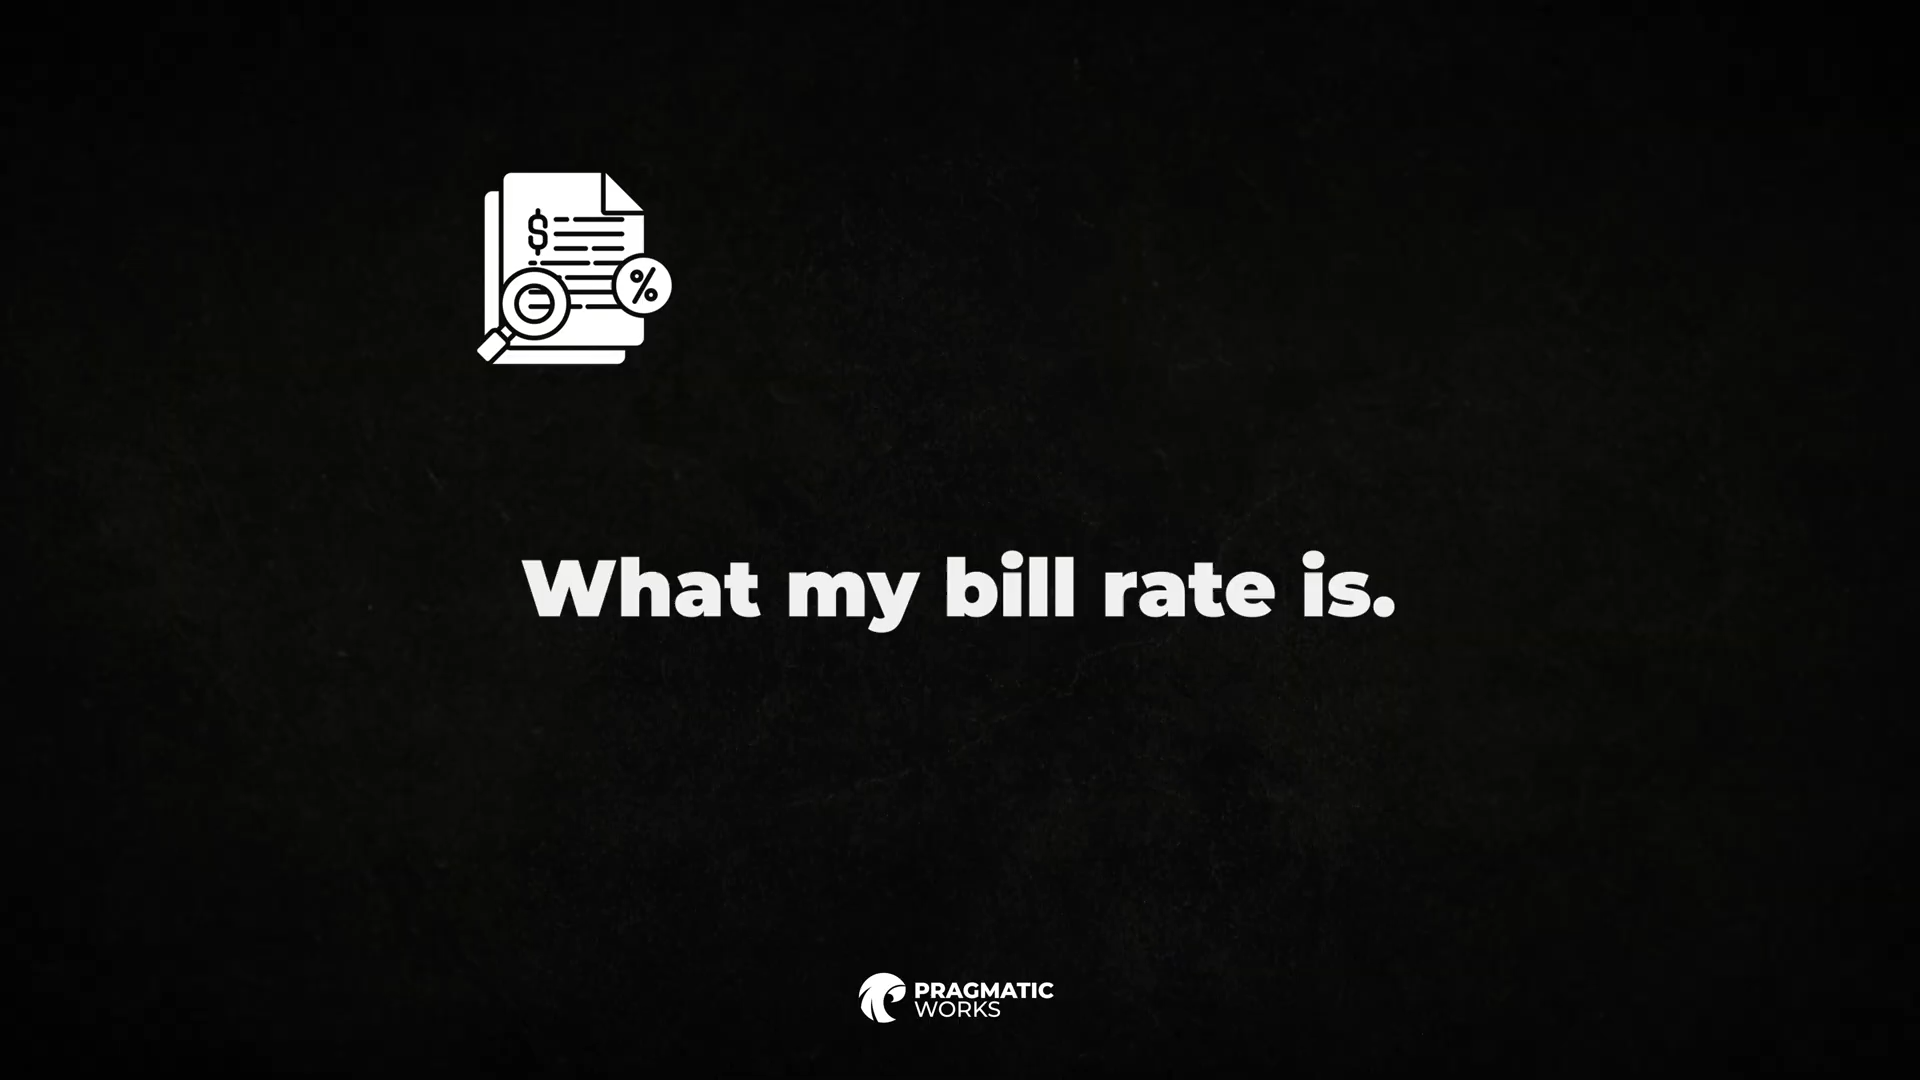 $
%
What my bill rate is.
PRAGMATIC
WORKS